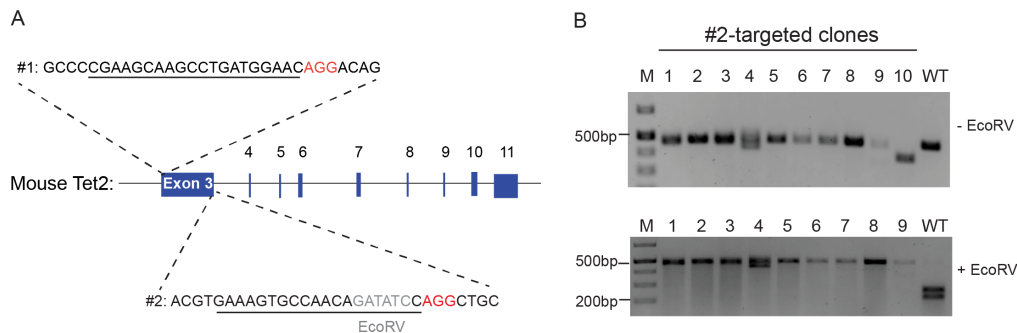 A
#1: GCCCCGAAGCAAGCCTGATGGAACAGGACAG
4 5 6 7 8 9 10 11
Mouse Tet2: Exon 3
#2: ACGTGAAAGTGCCAACAGATATCCAGGCTGC
EcoRV
B
#2-targeted clones
M 1 2 3 4 5 6 7 8 9 10 WT
500bp
- EcoRV
M 1 2 3 4 5 6 7 8 9 WT
500bp
+ EcoRV
200bp